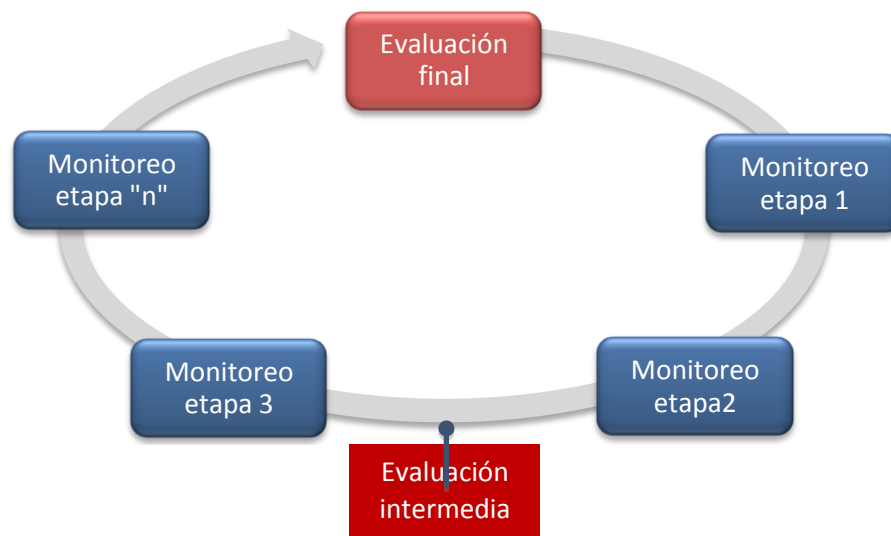 Evaluación
final
Monitoreo
etapa 1
Monitoreo
etapa2
Evaluación
intermedia
Monitoreo
etapa 3
Monitoreo
etapa "n"